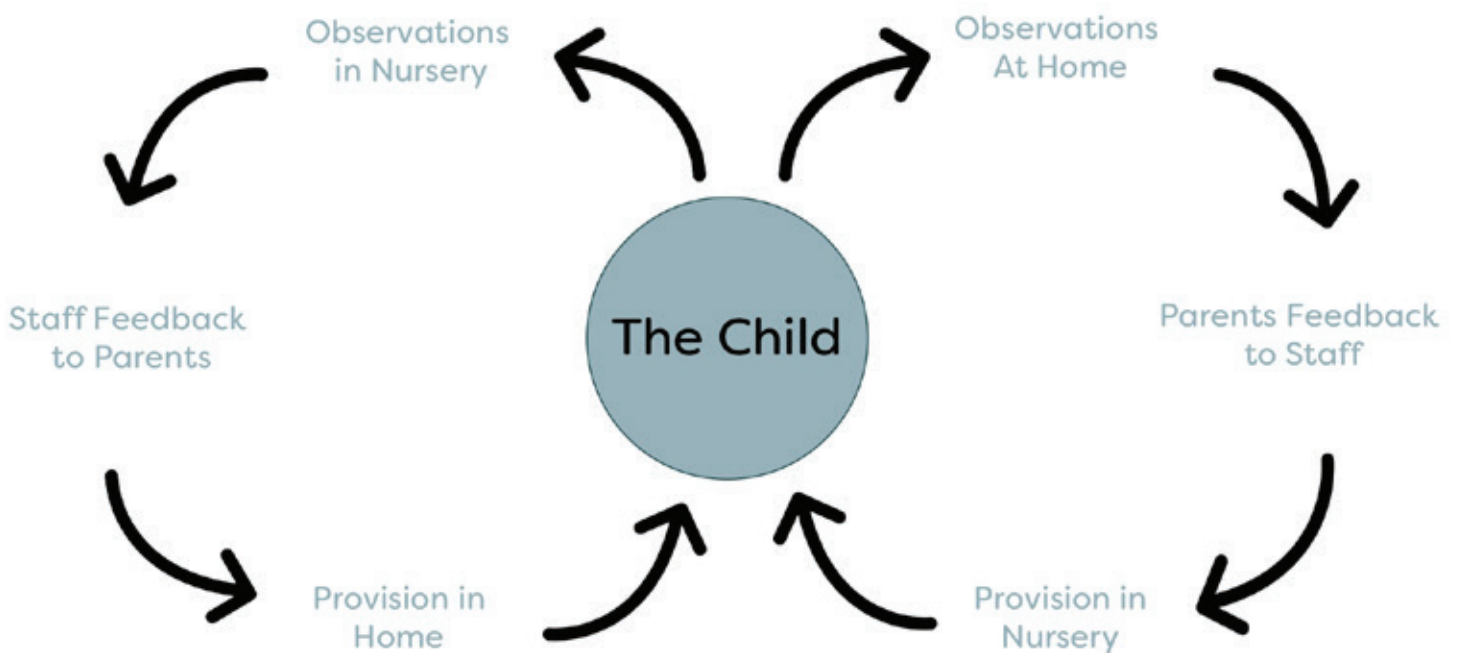 Observations
in Nursery
Observations
At Home
Staff Feedback
to Parents
The Child
Parents Feedback
to Staff
Provision in
Home
Provision in
Nursery